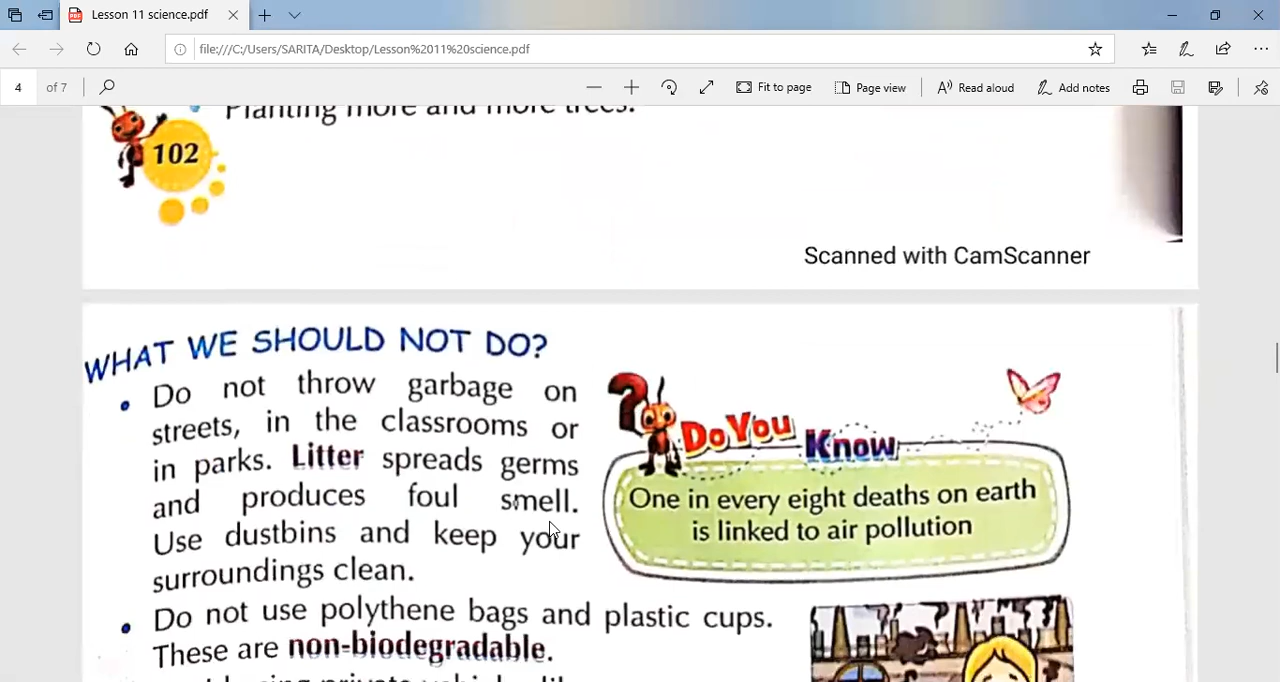 Lesson 11 science.pdf
file:///C:/Users/SARITA/Desktop/Lesson%2011%20science.pdf
4 of 7
Fit to page
Page view
Read aloud
Add notes
Planting more and more trees.
102
Scanned with CamScanner
WHAT WE SHOULD NOT DO?
• Do not throw garbage on
streets, in the classrooms or
in parks. Litter spreads germs
and produces foul smell.
Use dustbins and keep your
surroundings clean.
Do You Know
One in every eight deaths on earth
is linked to air pollution
• Do not use polythene bags and plastic cups.
These are non-biodegradable.